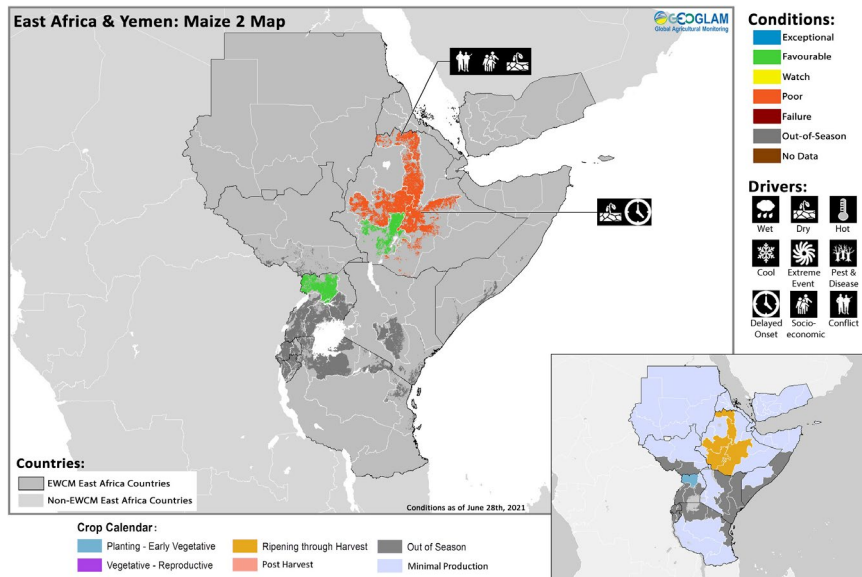 East Africa & Yemen: Maize 2 Map
GEOGLAM
Global Agricultural Monitoring
Conditions:
Exceptional
Favourable
Watch
Poor
Failure
Out-of-Season
No Data
Drivers:
Wet
Dry
Hot
Cool
Extreme
Event
Pest &
Disease
Delayed
Onset
Socio-
economic
Conflict
Countries:
EWCM East Africa Countries
Non-EWCM East Africa Countries
Conditions as of June 28th, 2021
Crop Calendar:
Planting - Early Vegetative
Ripening through Harvest
Out of Season
Vegetative - Reproductive
Post Harvest
Minimal Production